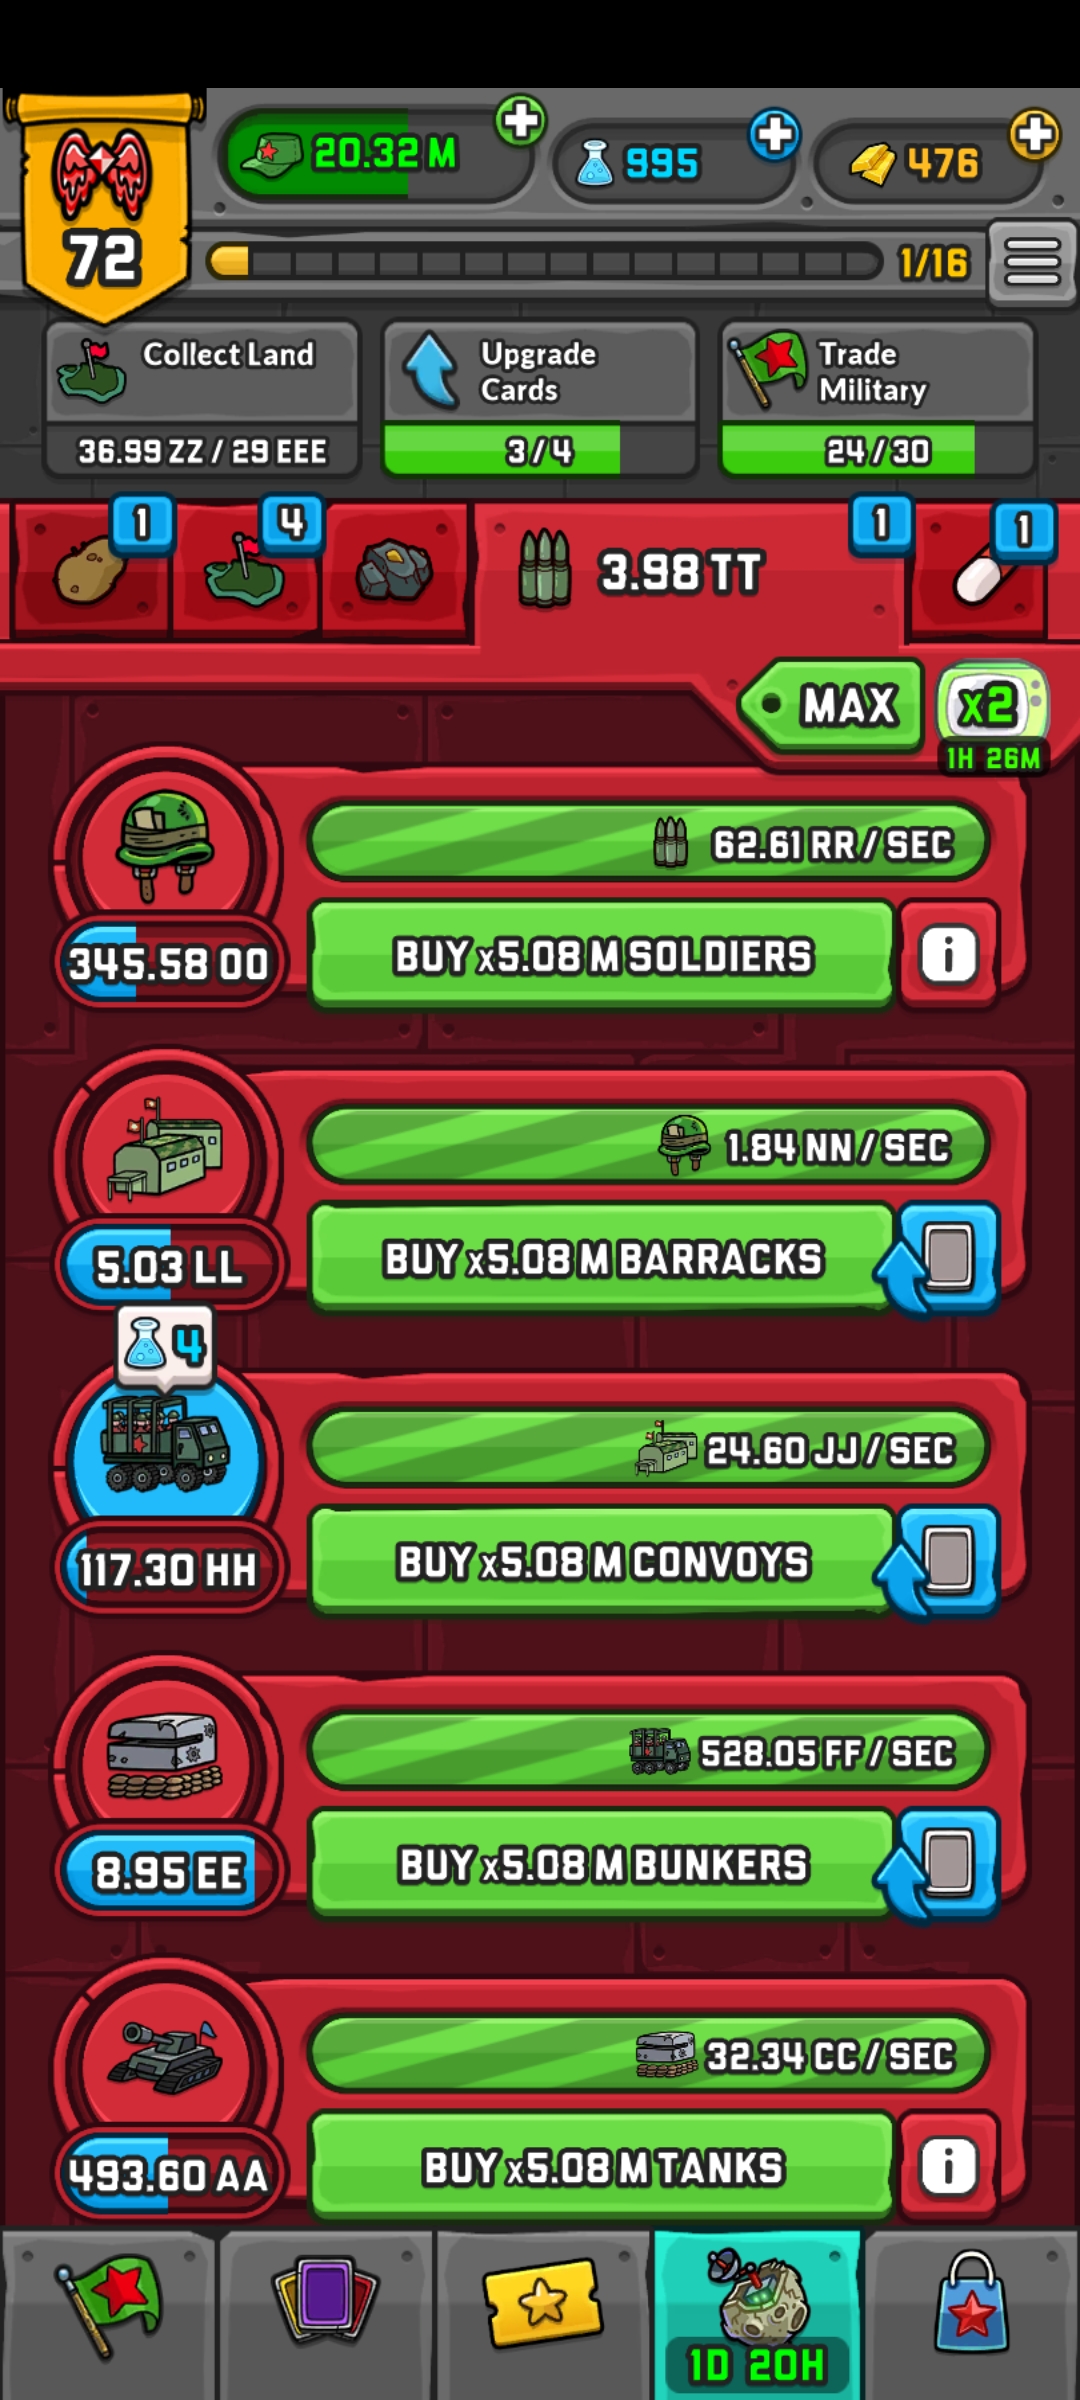 20.32 M
995
476
72
1/16
Collect Land
36.99 ZZ / 29 EEE
Upgrade
Cards
3/4
Trade
Military
24/30
1
4
3.98 TT
1
1
MAX
x2
1H 26M
62.61 RR / SEC
345.58 OO
BUY x5.08 M SOLDIERS
i
1.84 NN / SEC
5.03 LL
BUY x5.08 M BARRACKS
4
24.60 JJ / SEC
117.30 HH
BUY x5.08 M CONVOYS
528.05 FF / SEC
8.95 EE
BUY x5.08 M BUNKERS
32.34 CC / SEC
493.60 AA
BUY x5.08 M TANKS
i
1D 20H